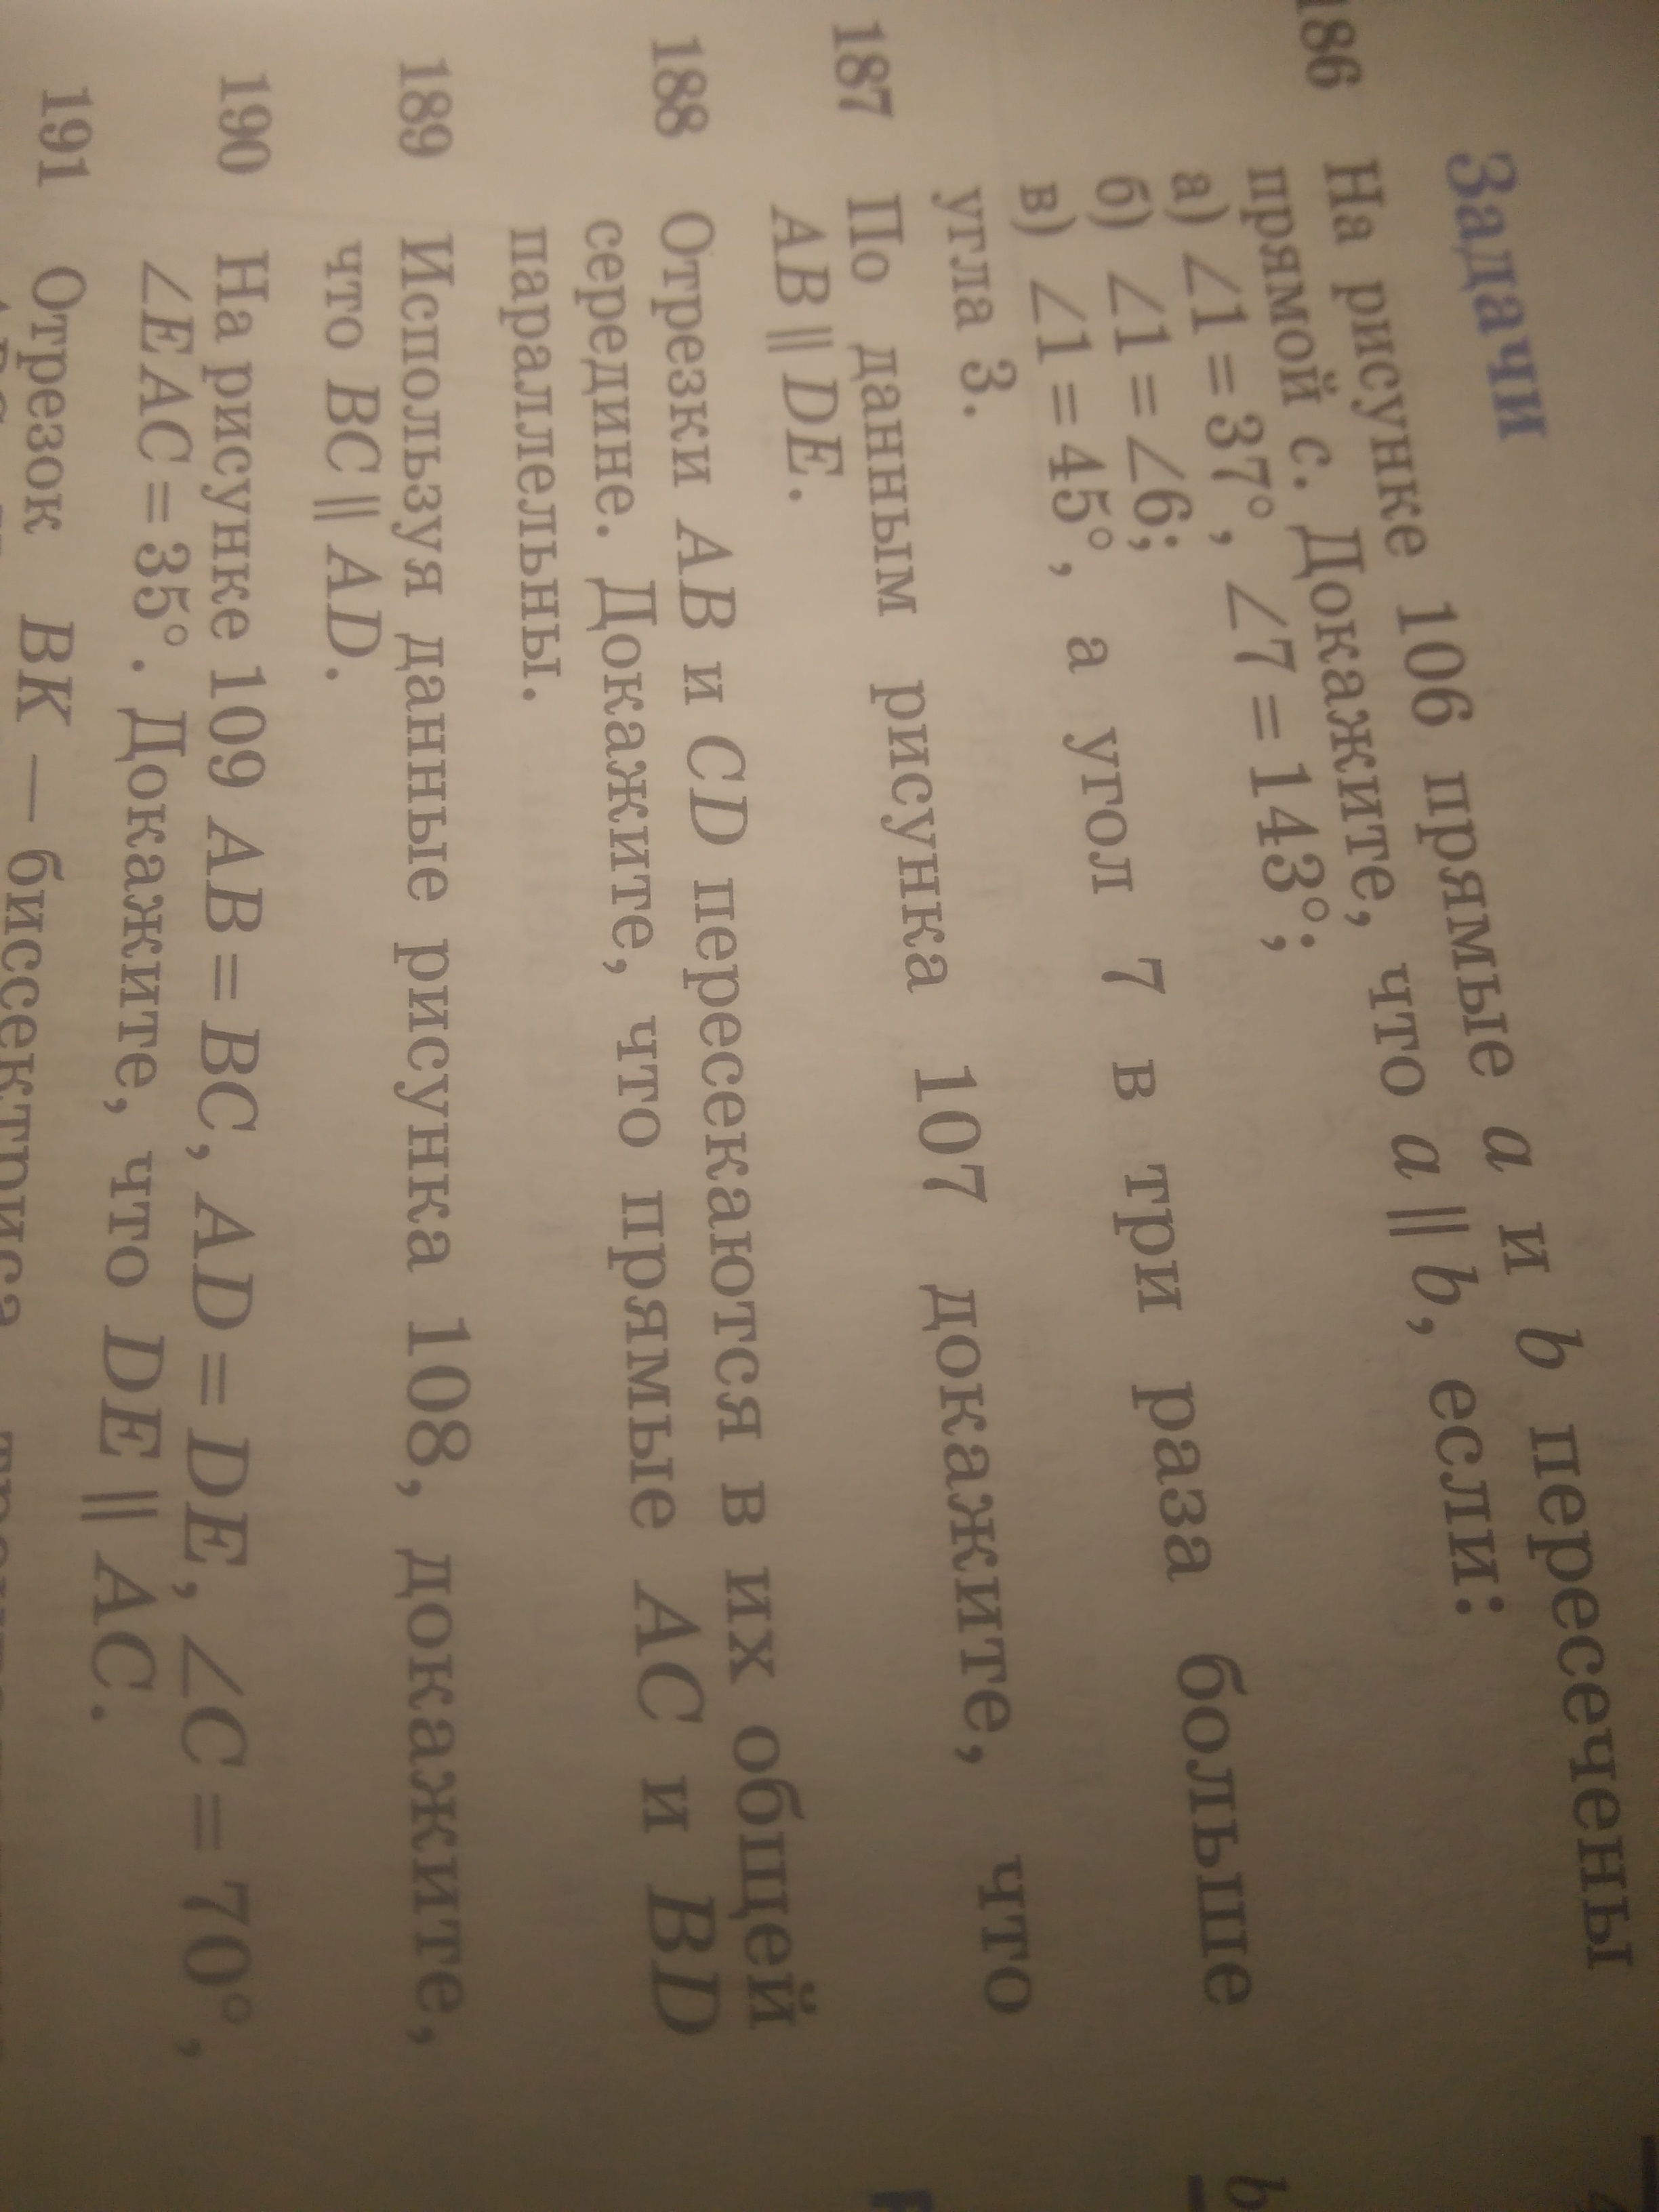 Задачи
186 На рисунке 106 прямые a и b пересечены
прямой c. Докажите, что a || b, если:
а) ∠1 = 37°, ∠7 = 143°;
б) ∠1 = ∠6;
в) ∠1 = 45°, а угол 7 в три раза больше
угла 3.
187 По данным рисунка 107 докажите, что
AB || DE.
188 Отрезки AB и CD пересекаются в их общей
середине. Докажите, что прямые AC и BD
параллельны.
189 Используя данные рисунка 108, докажите,
что BC || AD.
190 На рисунке 109 AB = BC, AD = DE, ∠C = 70°,
∠EAC = 35°. Докажите, что DE || AC.
191 Отрезок BK — биссектриса
b